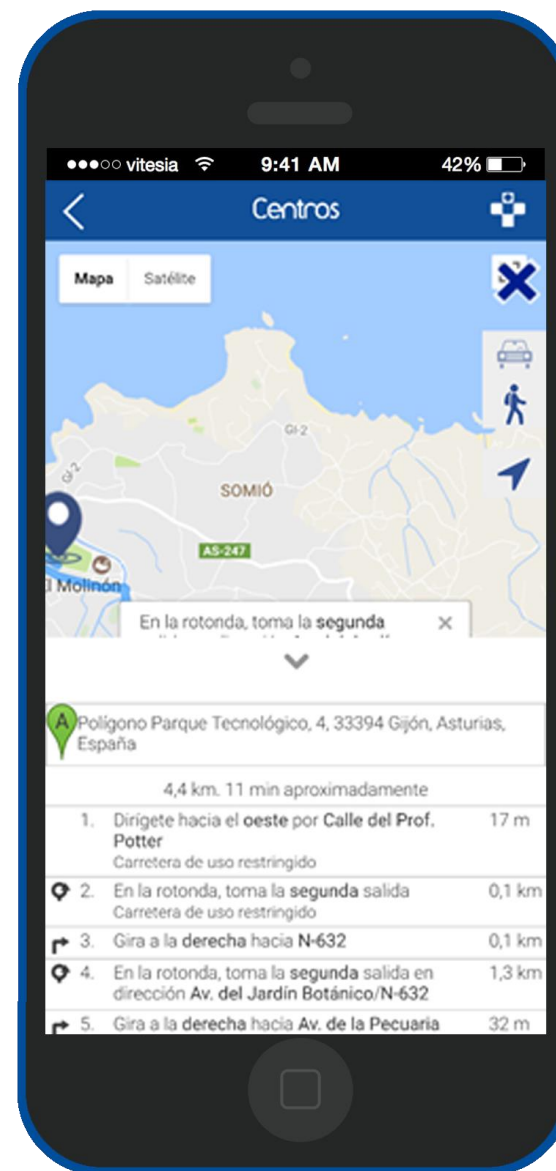 vitesia 9:41 AM 42%
Centros
Mapa Satélite
GI-2
GI-2
SOMIÓ
AS-247
El Molinón
En la rotonda, toma la segunda
A
Polígono Parque Tecnológico, 4, 33394 Gijón, Asturias,
España
4,4 km. 11 min aproximadamente
1. Dirígete hacia el oeste por Calle del Prof. 17 m
Potter
Carretera de uso restringido
2. En la rotonda, toma la segunda salida 0,1 km
Carretera de uso restringido
3. Gira a la derecha hacia N-632 0,1 km
4. En la rotonda, toma la segunda salida en 1,3 km
dirección Av. del Jardín Botánico/N-632
5. Gira a la derecha hacia Av. de la Pecuaria 32 m